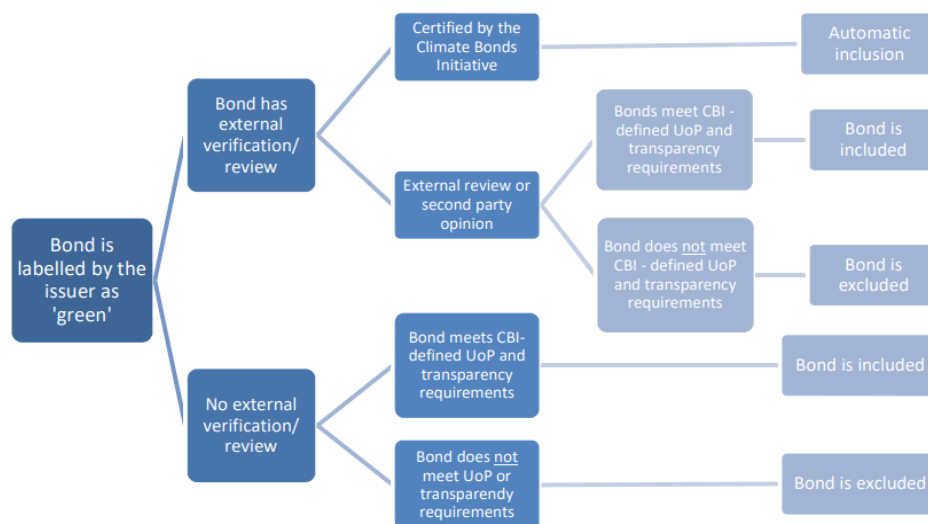 Bond is
labelled by the
issuer as
'green'
Bond has
external
verification/
review
No external
verification/
review
Certified by the
Climate Bonds
Initiative
External review or
second party
opinion
Bond meets CBI-
defined UoP and
transparency
requirements
Bond does not
meet UoP or
transparendy
requirements
Bonds meet CBI -
defined UoP and
transparency
requirements
Bond does not meet
CBI - defined UoP
and transparency
requirements
Automatic
inclusion
Bond is
included
Bond is
excluded
Bond is included
Bond is excluded